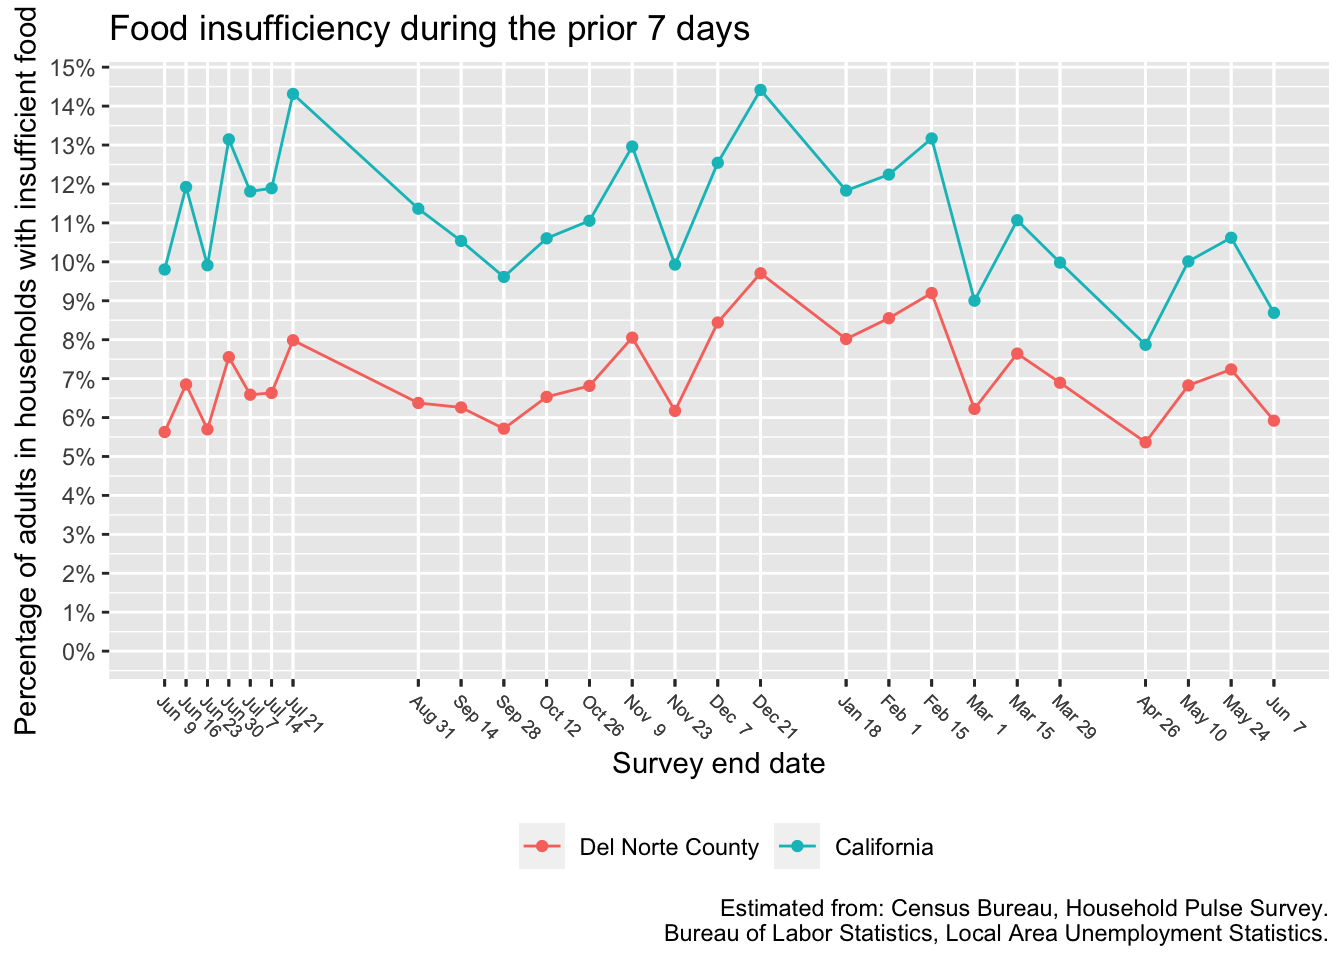 Food insufficiency during the prior 7 days
Percentage of adults in households with insufficient food
15%
14%
13%
12%
11%
10%
9%
8%
7%
6%
5%
4%
3%
2%
1%
0%
Jun 9
Jun 16
Jun 23
Jun 30
Jul 7
Jul 14
Jul 21
Aug 31
Sep 14
Sep 28
Oct 12
Oct 26
Nov 9
Nov 23
Dec 7
Dec 21
Jan 18
Feb 1
Feb 15
Mar 1
Mar 15
Mar 29
Apr 26
May 10
May 24
Jun 7
Survey end date
Del Norte County
California
Estimated from: Census Bureau, Household Pulse Survey.
Bureau of Labor Statistics, Local Area Unemployment Statistics.